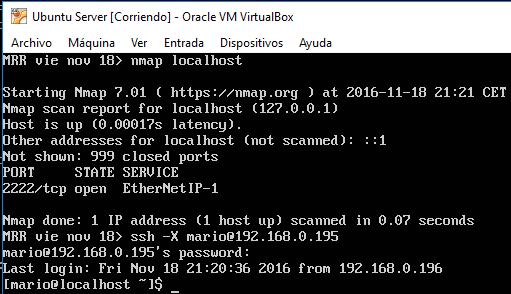 Ubuntu Server [Corriendo] - Oracle VM VirtualBox
Archivo Máquina Ver Entrada Dispositivos Ayuda
MRR vie nov 18> nmap localhost
Starting Nmap 7.01 ( https://nmap.org ) at 2016-11-18 21:21 CET
Nmap scan report for localhost (127.0.0.1)
Host is up (0.00017s latency).
Other addresses for localhost (not scanned): ::1
Not shown: 999 closed ports
PORT STATE SERVICE
2222/tcp open EtherNetIP-1
Nmap done: 1 IP address (1 host up) scanned in 0.07 seconds
MRR vie nov 18> ssh -X mario@192.168.0.195
mario@192.168.0.195's password:
Last login: Fri Nov 18 21:20:36 2016 from 192.168.0.196
[mario@localhost ~]$ _